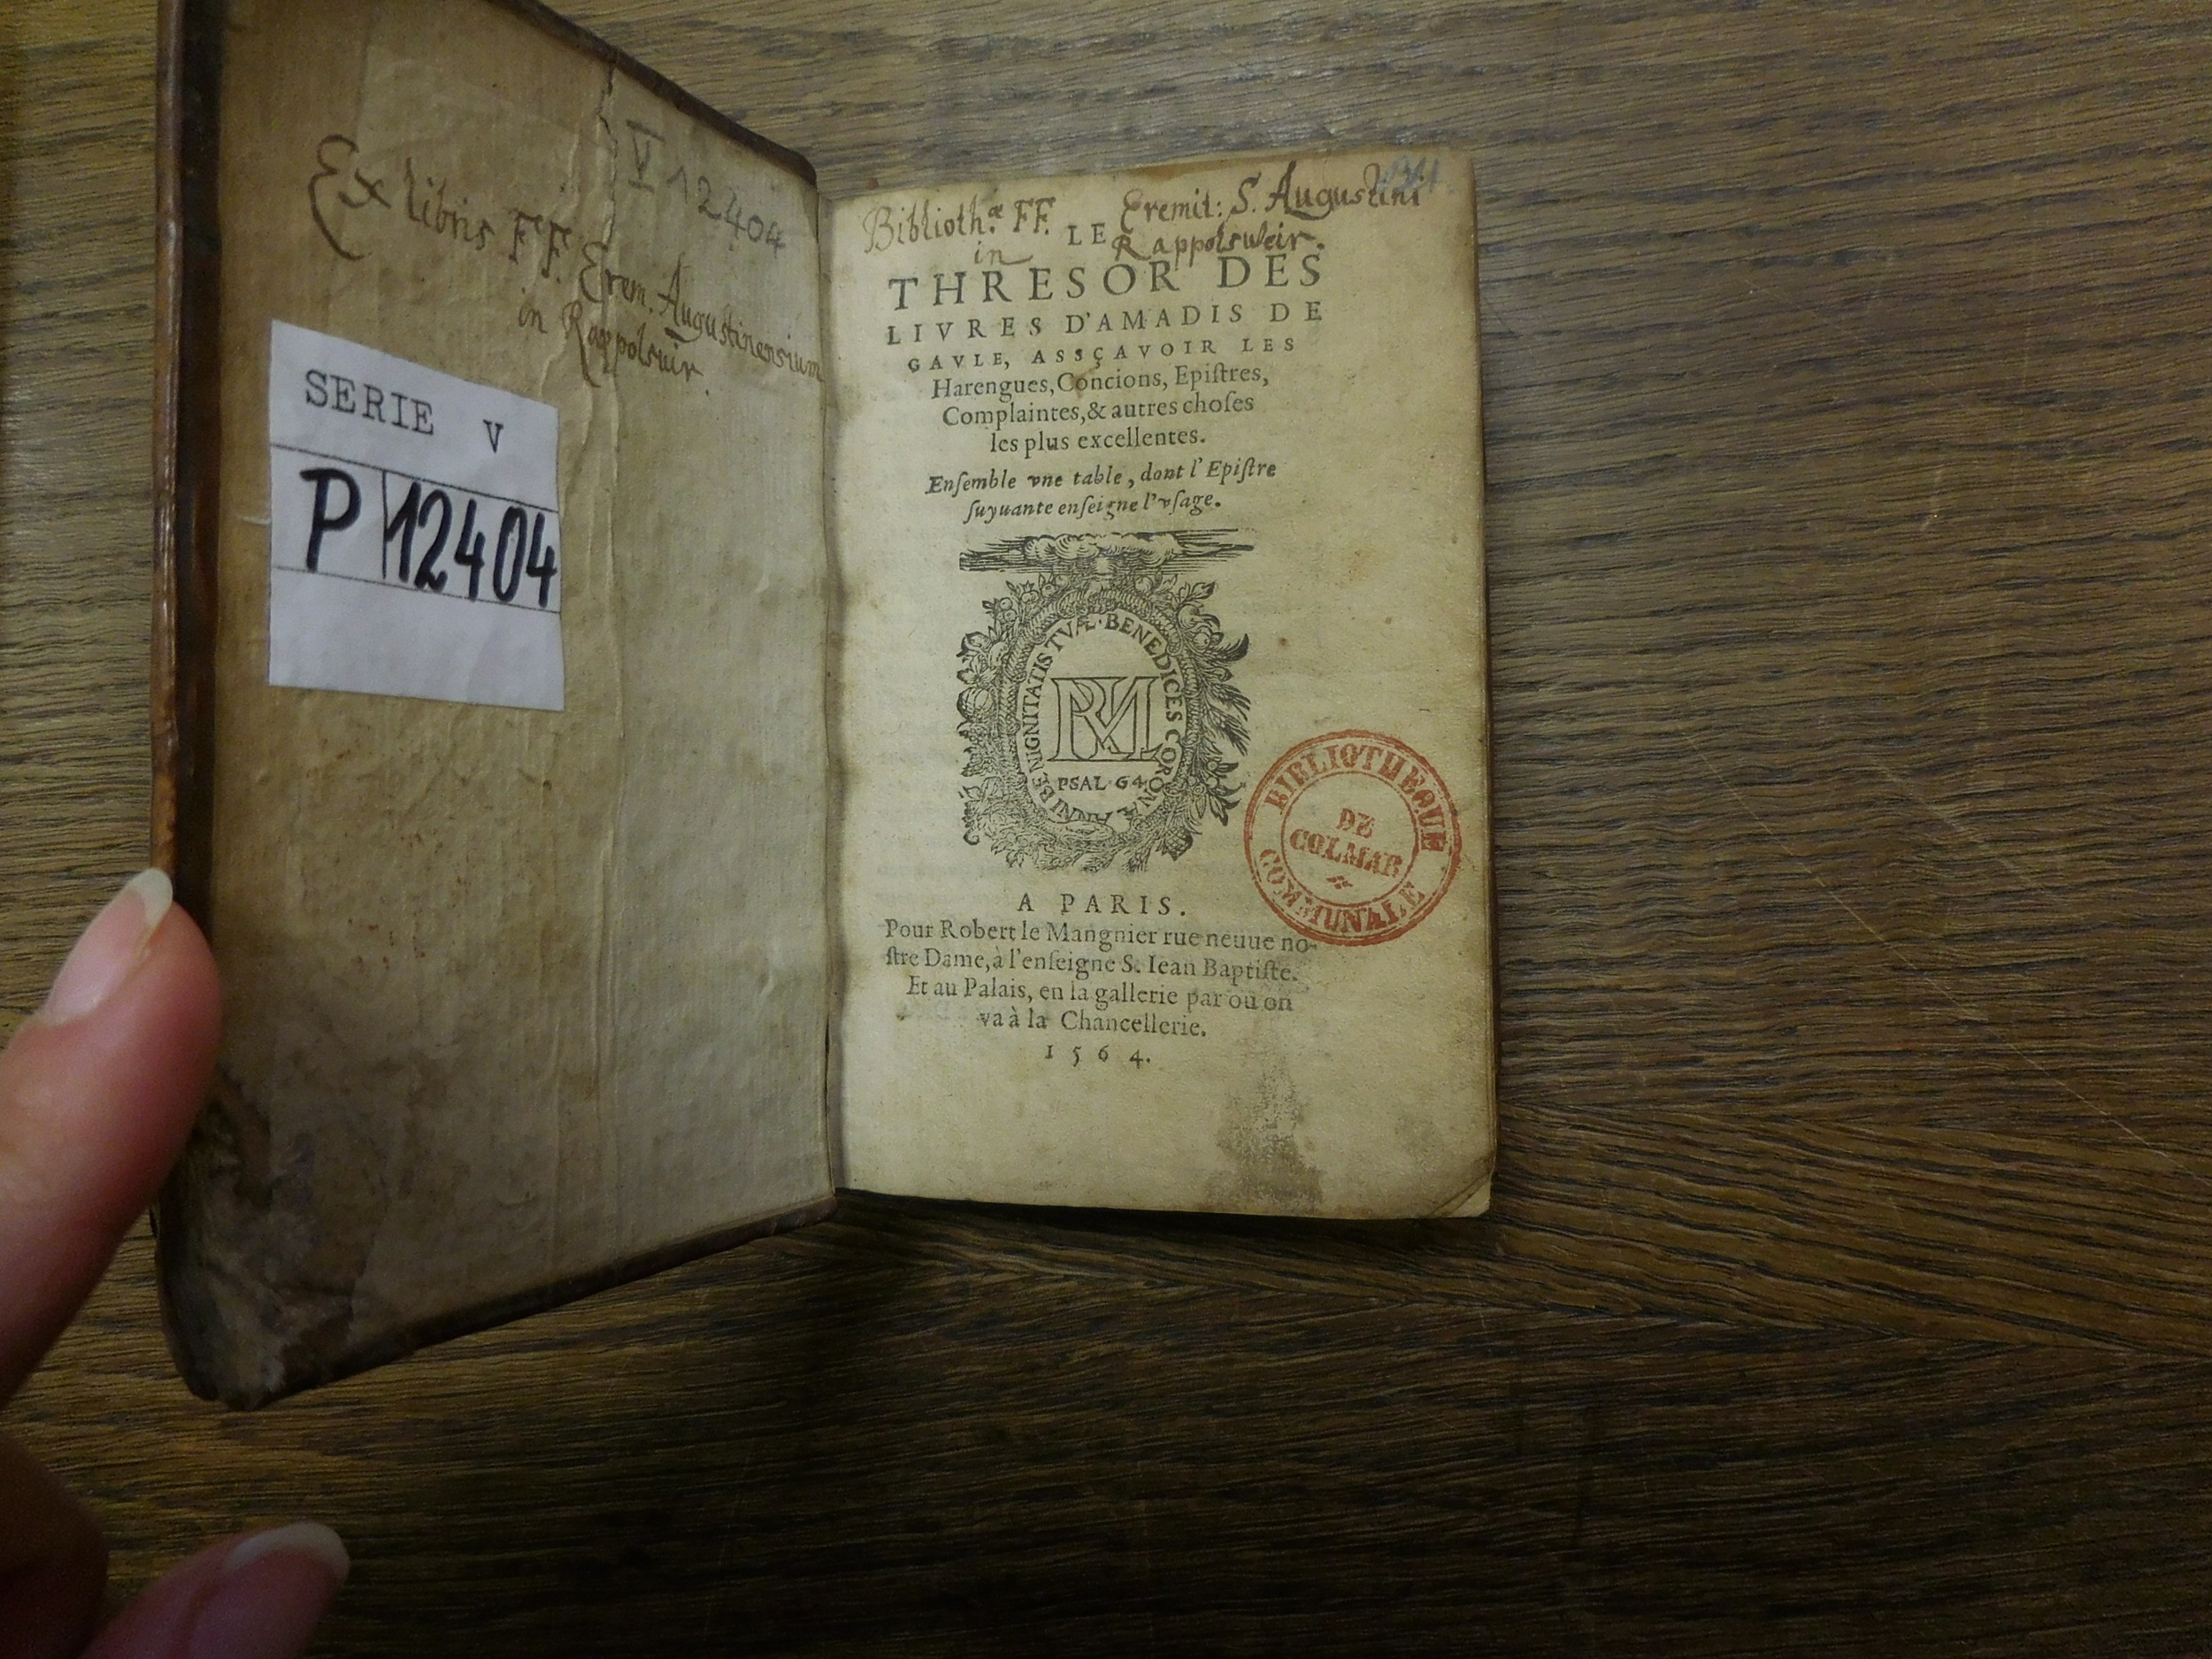 V 12404
Ex libris FF. Erem. Augustinensium
in Rappolsvir.
SERIE V
P 12404
Biblioth.æ FF. Eremit: S. Augustini
in Rappolsweir.
LE
THRESOR DES
LIVRES D'AMADIS DE
GAVLE, ASSÇAVOIR LES
Harengues, Concions, Epiſtres,
Complaintes, & autres choſes
les plus excellentes.
Enſemble vne table, dont l'Epiſtre
ſuyuante enſeigne l'vſage.
BENEDICES CORONÆ ANNI BENIGNITATIS TVÆ·
RM
PSAL 64
BIBLIOTHEQUE
DE
COLMAR
COMMUNALE
A PARIS.
Pour Robert le Mangnier rue neuue no-
ſtre Dame, à l'enſeigne S. Iean Baptiſte.
Et au Palais, en la gallerie par ou on
va à la Chancellerie.
1564.